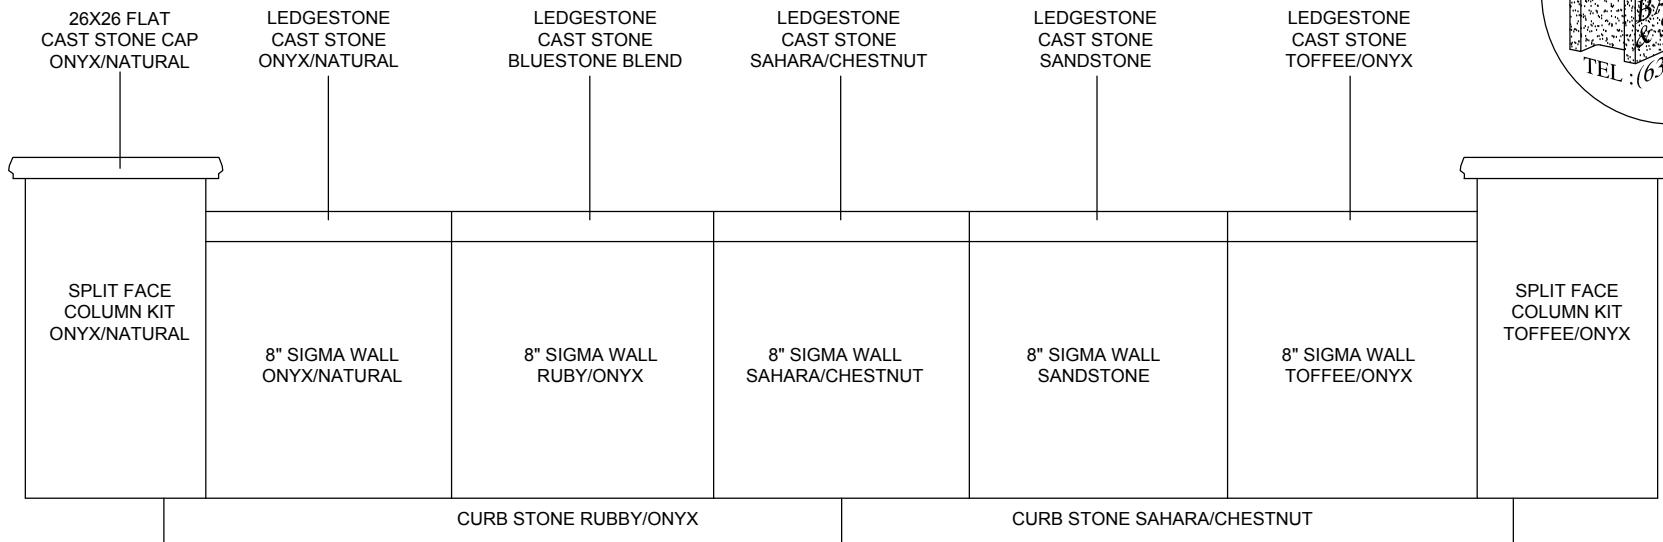 26X26 FLAT
CAST STONE CAP
ONYX/NATURAL
LEDGESTONE
CAST STONE
ONYX/NATURAL
LEDGESTONE
CAST STONE
BLUESTONE BLEND
LEDGESTONE
CAST STONE
SAHARA/CHESTNUT
LEDGESTONE
CAST STONE
SANDSTONE
LEDGESTONE
CAST STONE
TOFFEE/ONYX
&
TEL :(63
SPLIT FACE
COLUMN KIT
ONYX/NATURAL
8" SIGMA WALL
ONYX/NATURAL
8" SIGMA WALL
RUBY/ONYX
8" SIGMA WALL
SAHARA/CHESTNUT
8" SIGMA WALL
SANDSTONE
8" SIGMA WALL
TOFFEE/ONYX
SPLIT FACE
COLUMN KIT
TOFFEE/ONYX
CURB STONE RUBBY/ONYX
CURB STONE SAHARA/CHESTNUT